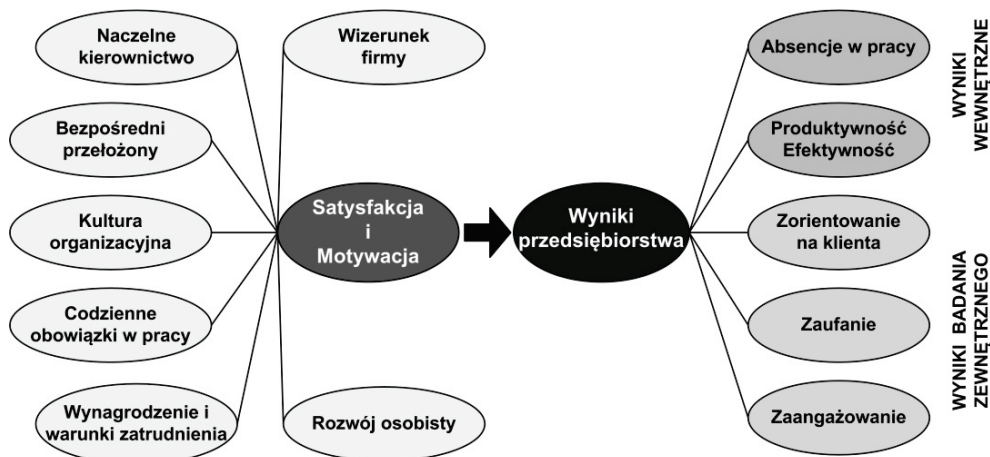 Naczelne
kierownictwo
Wizerunek
firmy
Bezpośredni
przełożony
Kultura
organizacyjna
Codzienne
obowiązki w pracy
Wynagrodzenie i
warunki zatrudnienia
Rozwój osobisty
Satysfakcja
i
Motywacja
Wyniki
przedsiębiorstwa
Absencje w pracy
Produktywność
Efektywność
Zorientowanie
na klienta
Zaufanie
Zaangażowanie
WYNIKI
WEWNĘTRZNE
WYNIKI BADANIA
ZEWNĘTRZNEGO